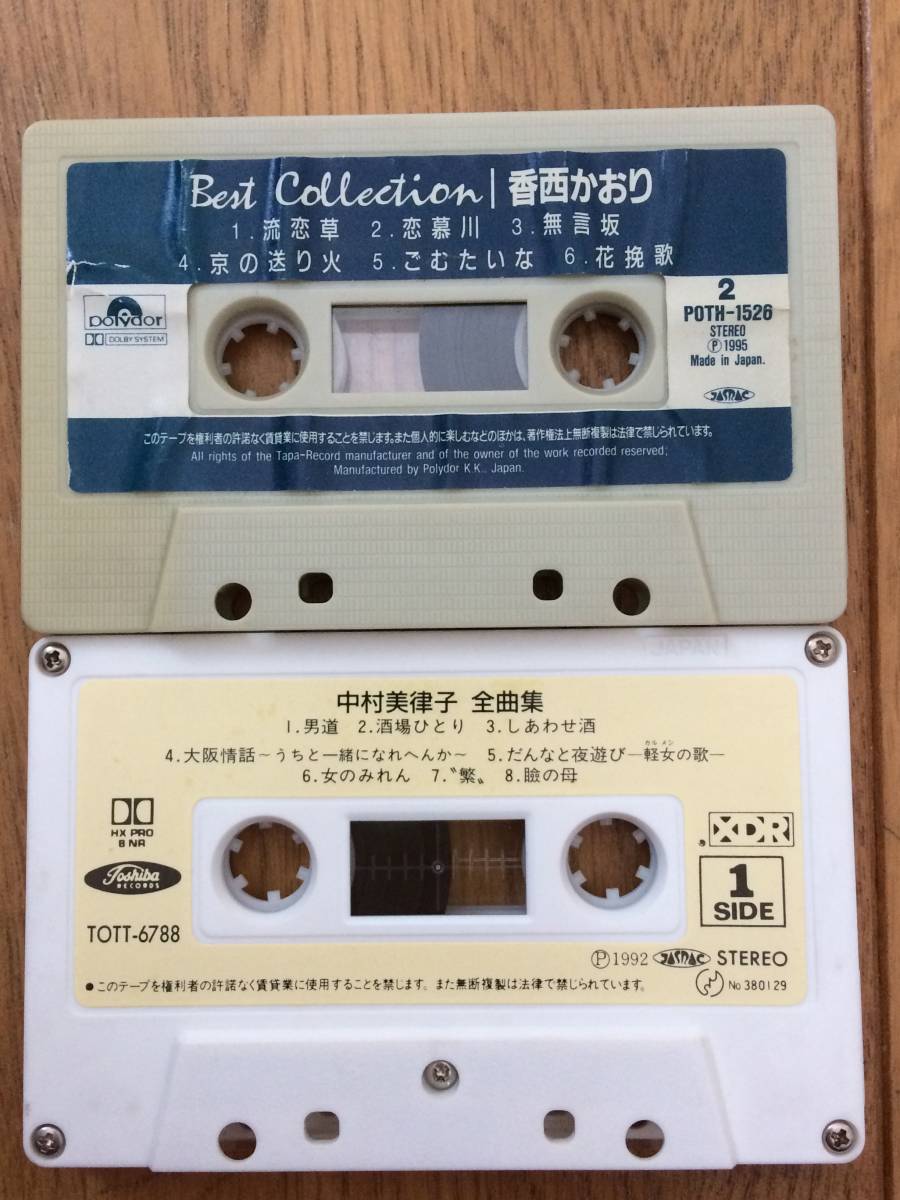 Best Collection | 香西かおり
1.流恋草 2.恋慕川 3.無言坂
4.京の送り火 5.ごむたいな 6.花挽歌
polydor
DOLBY SYSTEM
2
POTH-1526
STEREO
Ⓟ1995
Made in Japan.
JASRAC
このテープを権利者の許諾なく賃貸業に使用することを禁じます。また個人的に楽しむなどのほかは、著作権法上無断複製は法律で禁じられています。
All rights of the Tapa-Record manufacturer and of the owner of the work recorded reserved;
Manufactured by Polydor K.K., Japan.
中村美律子 全曲集
1.男道 2.酒場ひとり 3.しあわせ酒
カルメン
4.大阪情話〜うちと一緒になれへんか〜 5.だんなと夜遊び—軽女の歌—
6.女のみれん 7.〝繁〟 8.瞼の母
HX PRO
B NR
Toshiba
RECORDS
TOTT-6788
XDR
1
SIDE
Ⓟ1992 JASRAC STEREO
●このテープを権利者の許諾なく賃貸業に使用することを禁じます。また無断複製は法律で禁じられています。
No 380129